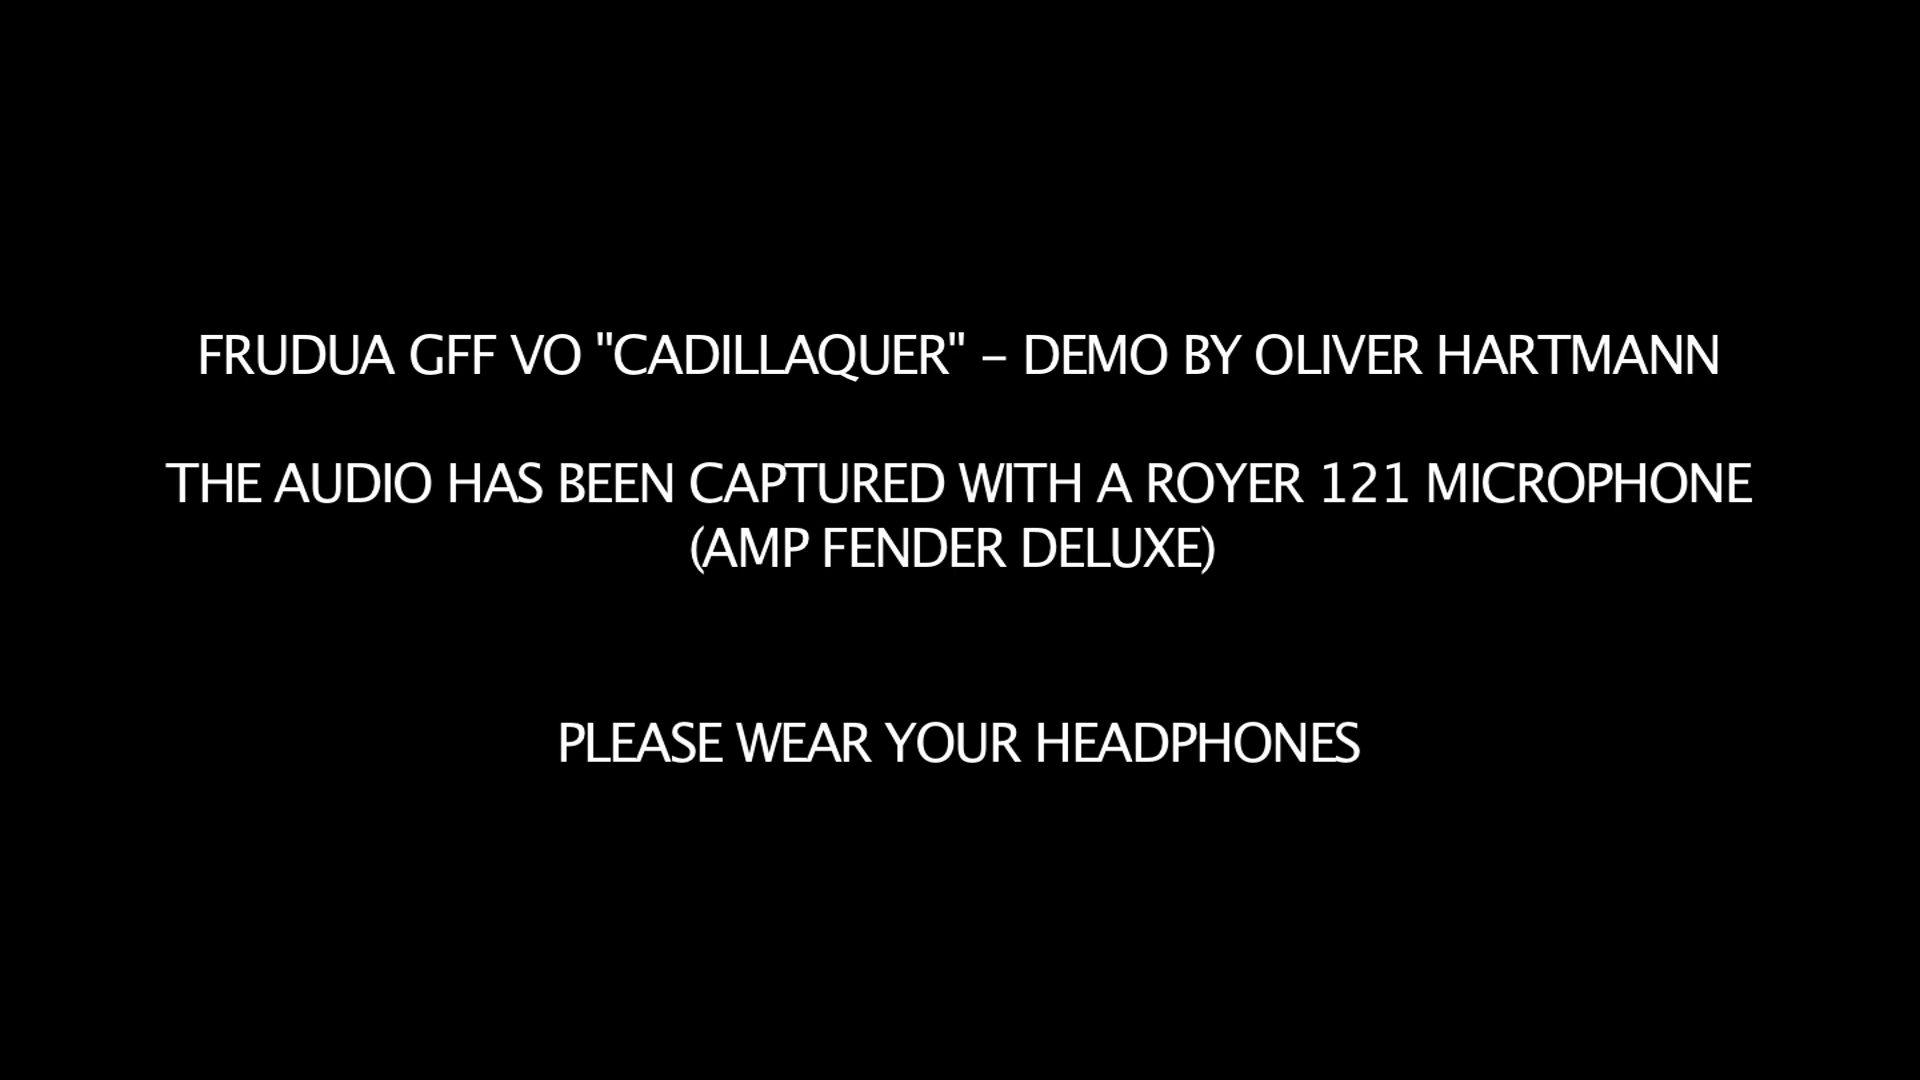 FRUDUA GFF VO "CADILLAQUER" – DEMO BY OLIVER HARTMANN
THE AUDIO HAS BEEN CAPTURED WITH A ROYER 121 MICROPHONE
(AMP FENDER DELUXE)
PLEASE WEAR YOUR HEADPHONES